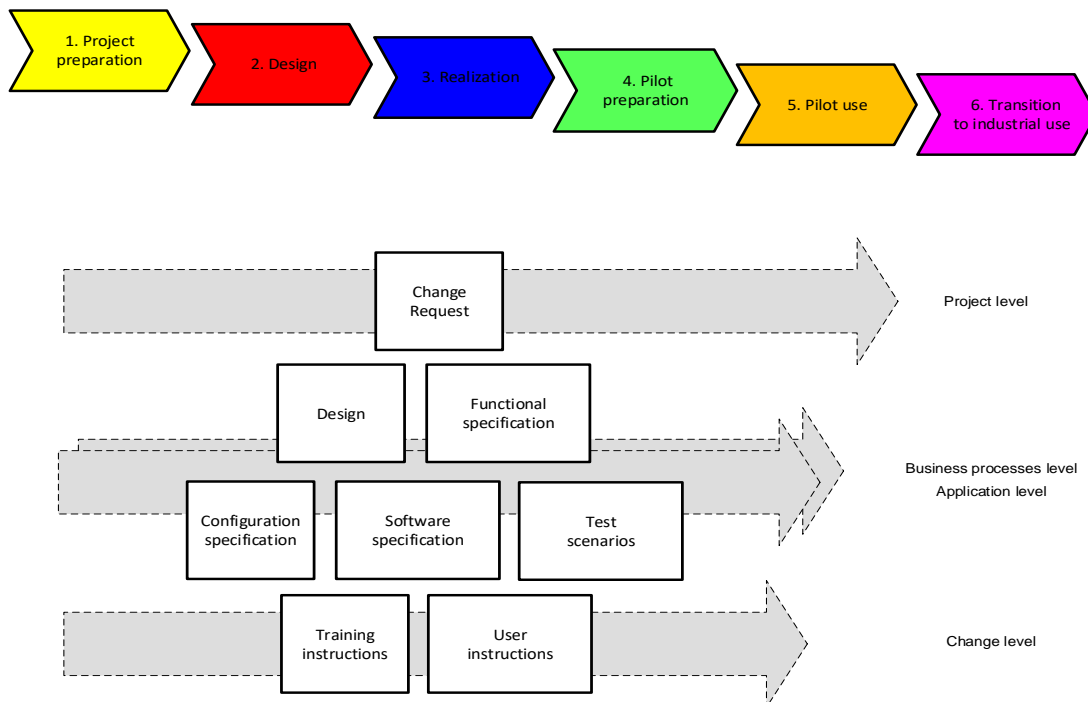 1. Project
preparation
2. Design
3. Realization
4. Pilot
preparation
5. Pilot use
6. Transition
to industrial use
Change
Request
Project level
Design
Functional
specification
Business processes level
Application level
Configuration
specification
Software
specification
Test
scenarios
Training
instructions
User
instructions
Change level